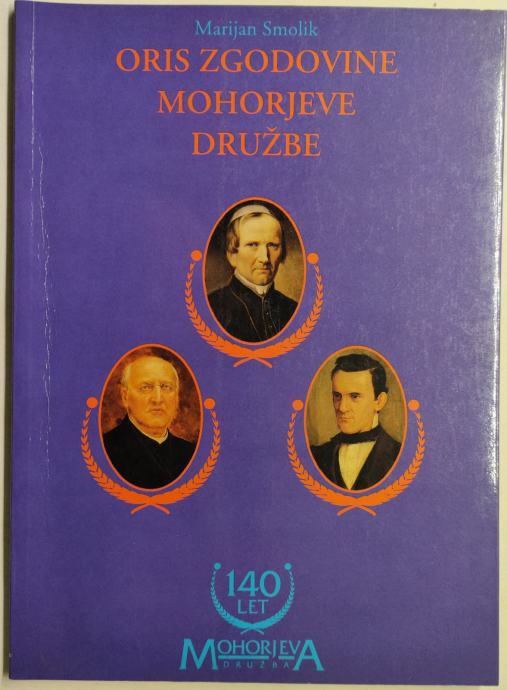 Marijan Smolik
ORIS ZGODOVINE
MOHORJEVE
DRUŽBE
140
LET
MOHORJEVA
DRUŽBA